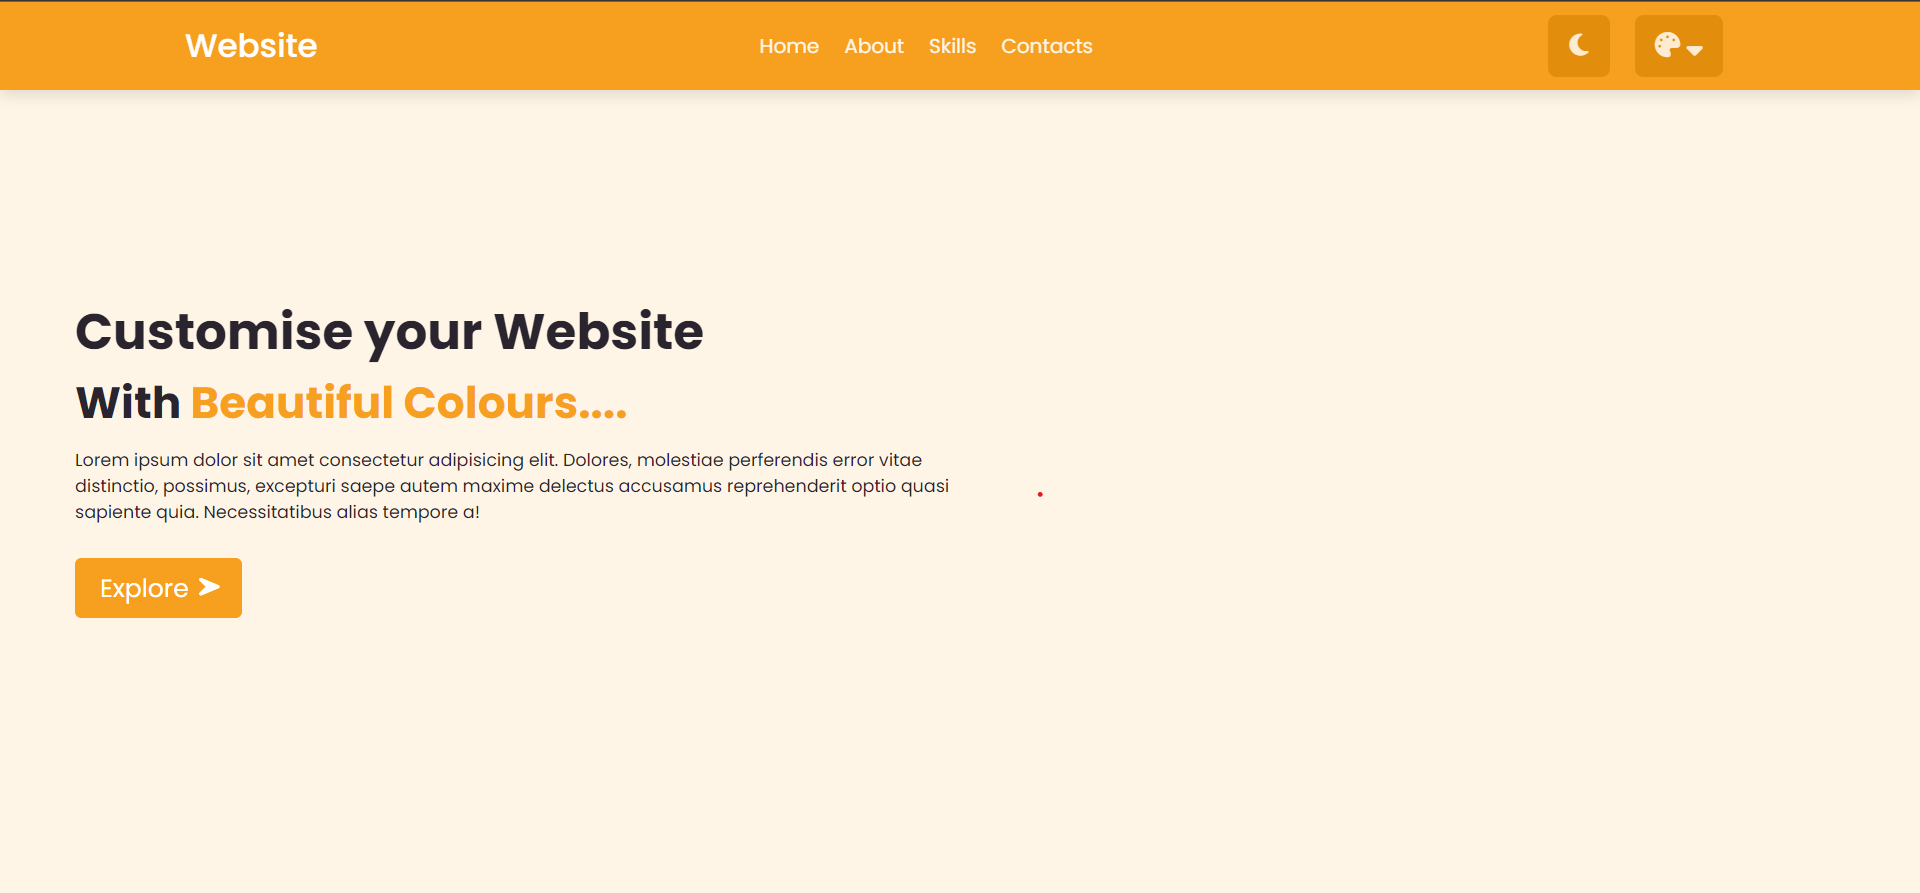 Website
Home About Skills Contacts
Customise your Website
With Beautiful Colours....
Lorem ipsum dolor sit amet consectetur adipisicing elit. Dolores, molestiae perferendis error vitae
distinctio, possimus, excepturi saepe autem maxime delectus accusamus reprehenderit optio quasi
sapiente quia. Necessitatibus alias tempore a!
Explore